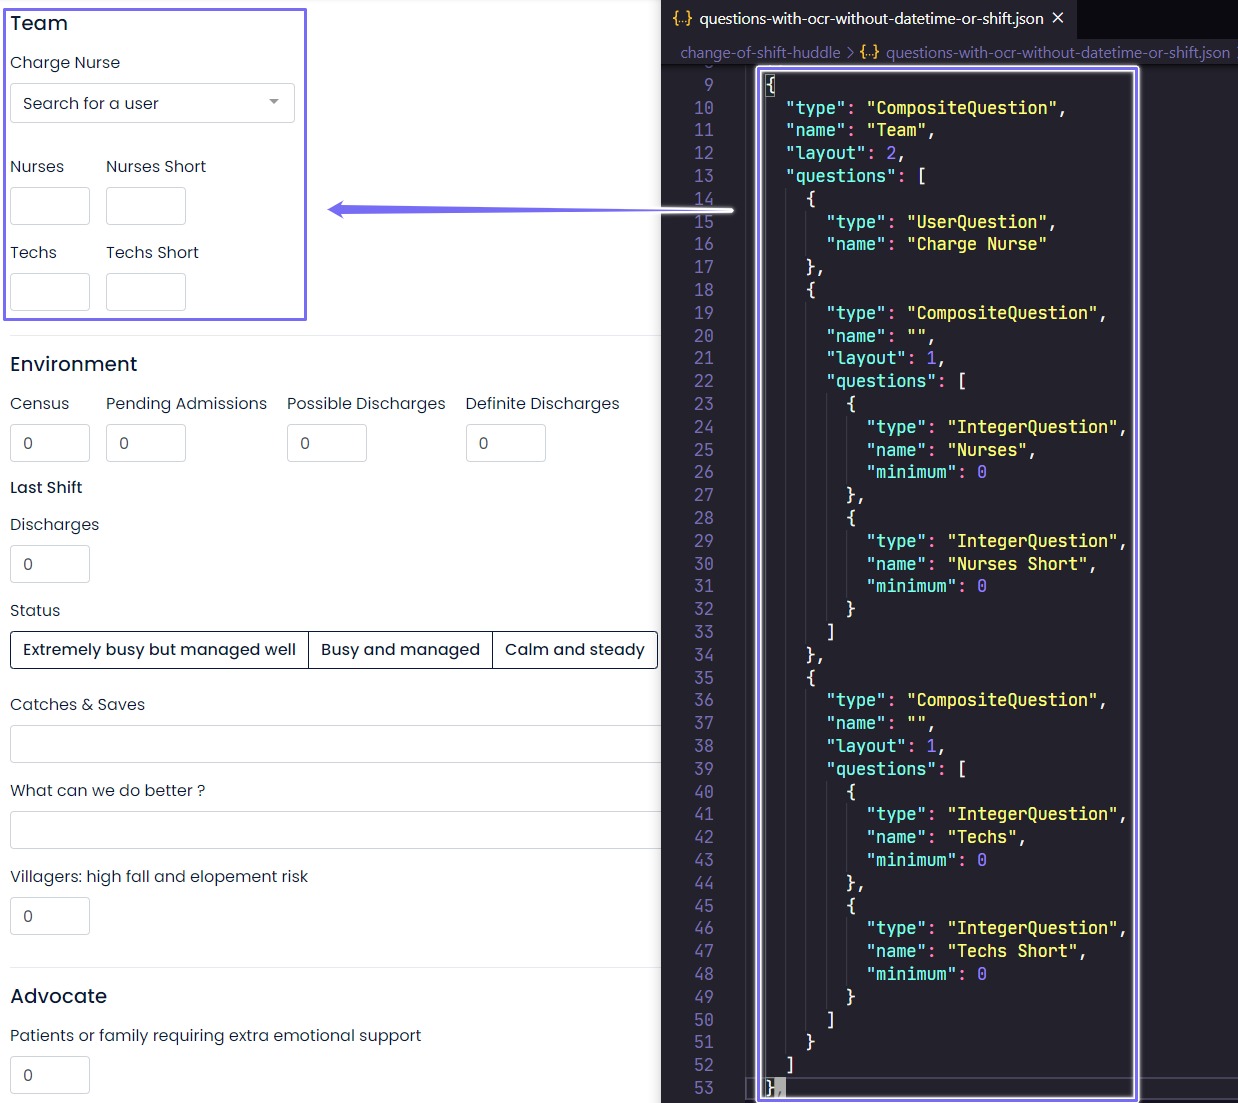 Team
Charge Nurse
Search for a user
Nurses Nurses Short
Techs Techs Short
Environment
Census Pending Admissions Possible Discharges Definite Discharges
0 0 0 0
Last Shift
Discharges
0
Status
Extremely busy but managed well Busy and managed Calm and steady
Catches & Saves
What can we do better ?
Villagers: high fall and elopement risk
0
Advocate
Patients or family requiring extra emotional support
0
{..} questions-with-ocr-without-datetime-or-shift.json ×
change-of-shift-huddle > {..} questions-with-ocr-without-datetime-or-shift.json
9 {
10 "type": "CompositeQuestion",
11 "name": "Team",
12 "layout": 2,
13 "questions": [
14 {
15 "type": "UserQuestion",
16 "name": "Charge Nurse"
17 },
18 {
19 "type": "CompositeQuestion",
20 "name": "",
21 "layout": 1,
22 "questions": [
23 {
24 "type": "IntegerQuestion",
25 "name": "Nurses",
26 "minimum": 0
27 },
28 {
29 "type": "IntegerQuestion",
30 "name": "Nurses Short",
31 "minimum": 0
32 }
33 ]
34 },
35 {
36 "type": "CompositeQuestion",
37 "name": "",
38 "layout": 1,
39 "questions": [
40 {
41 "type": "IntegerQuestion",
42 "name": "Techs",
43 "minimum": 0
44 },
45 {
46 "type": "IntegerQuestion",
47 "name": "Techs Short",
48 "minimum": 0
49 }
50 ]
51 }
52 ]
53 },